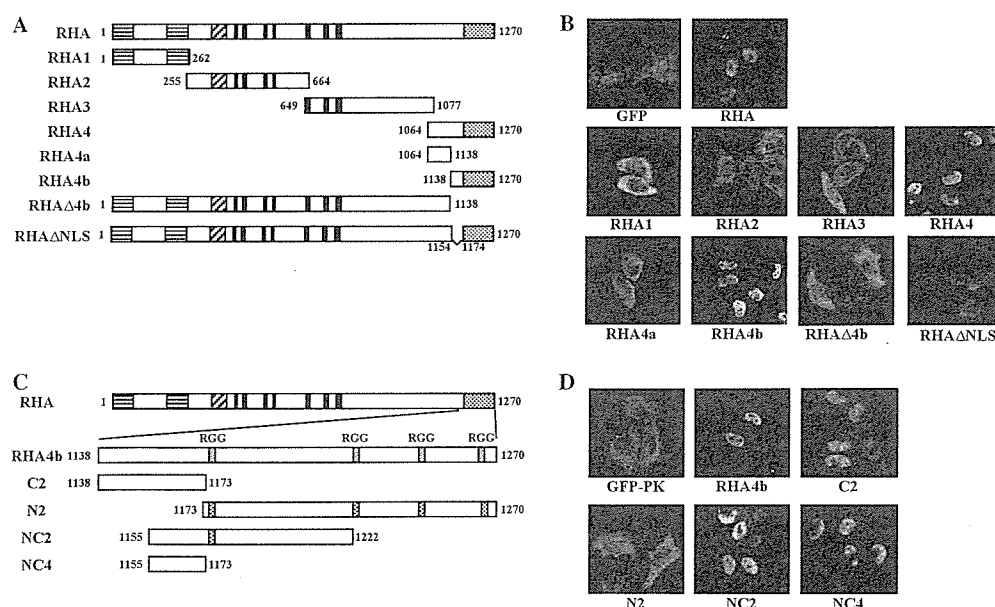 A
RHA 1 1270
RHA1 1 262
RHA2 255 664
RHA3 649 1077
RHA4 1064 1270
RHA4a 1064 1138
RHA4b 1138 1270
RHAΔ4b 1 1138
RHAΔNLS 1 1154 1174 1270
B
GFP RHA
RHA1 RHA2 RHA3 RHA4
RHA4a RHA4b RHAΔ4b RHAΔNLS
C
RHA 1 1270
RGG RGG RGG RGG
RHA4b 1138 1270
C2 1138 1173
N2 1173 1270
NC2 1155 1222
NC4 1155 1173
D
GFP-PK RHA4b C2
N2 NC2 NC4